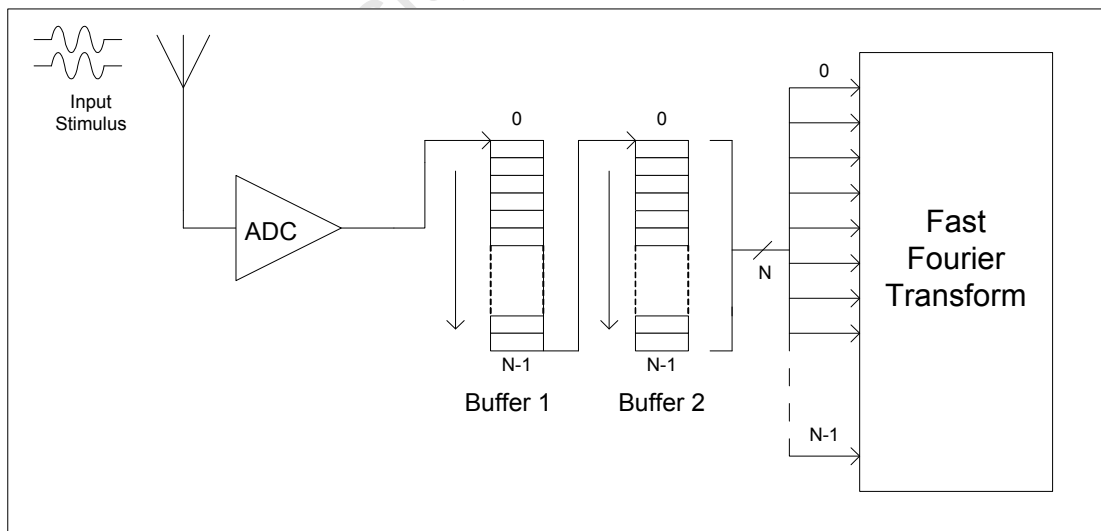 Input
Stimulus
ADC
0
N-1
Buffer 1
0
N-1
Buffer 2
N
0
N-1
Fast
Fourier
Transform